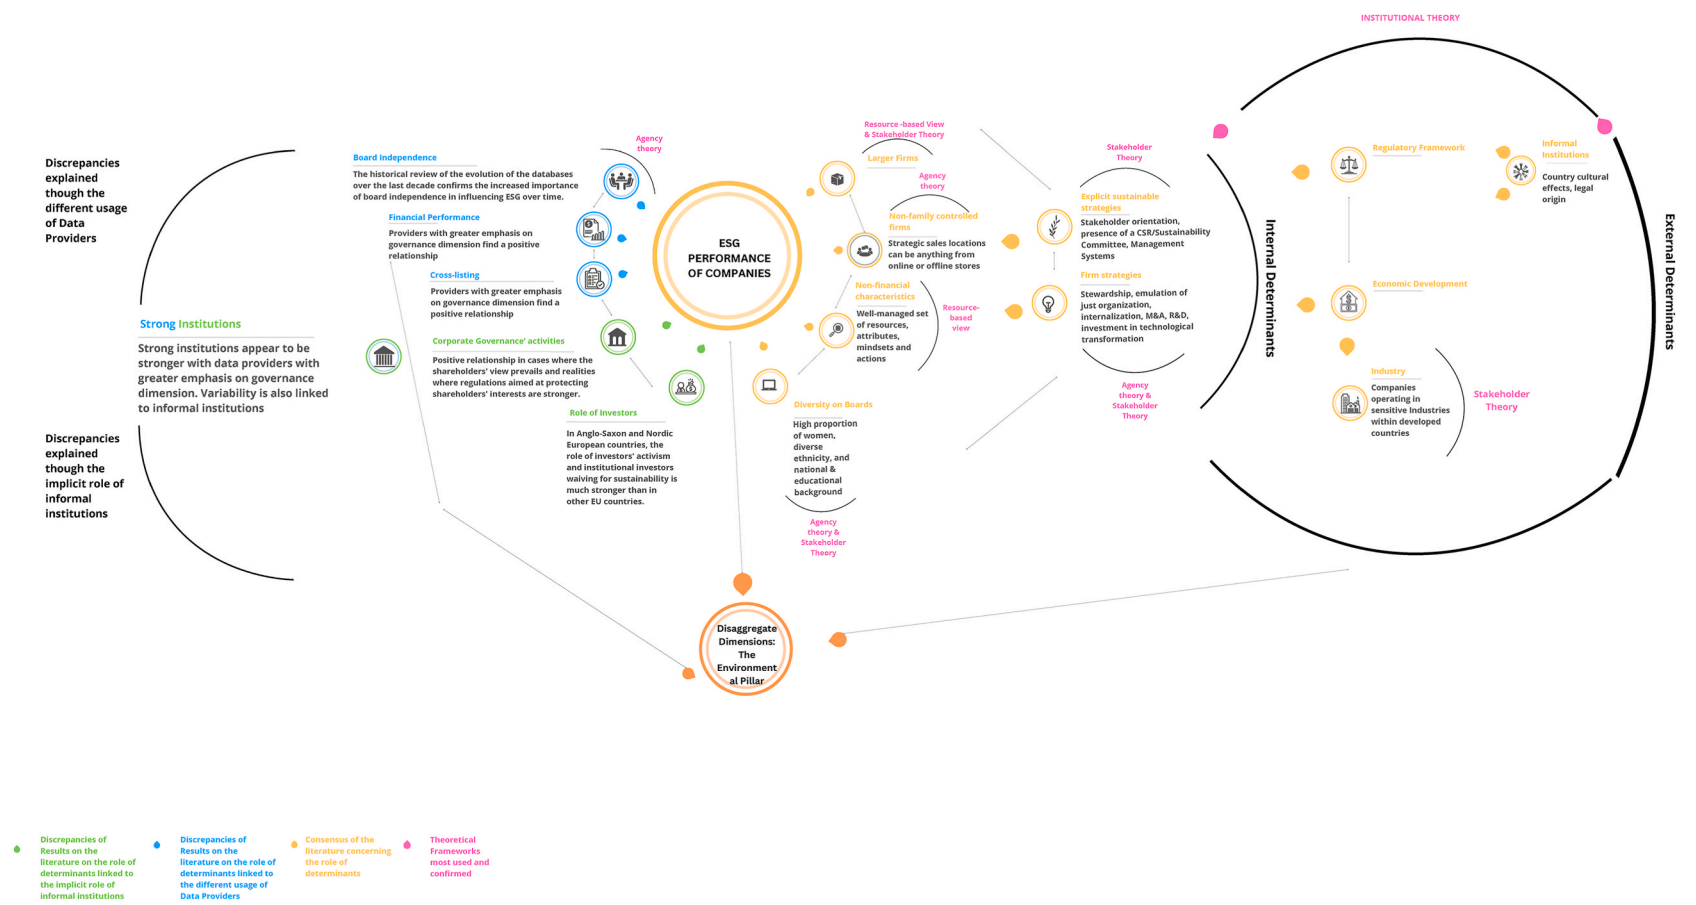 INSTITUTIONAL THEORY
Discrepancies
explained
though the
different usage
of Data
Providers
Strong Institutions
Strong institutions appear to be
stronger with data providers with
greater emphasis on governance
dimension. Variability is also linked
to informal institutions
Discrepancies
explained
though the
implicit role of
informal
institutions
Agency
theory
Board Independence
The historical review of the evolution of the databases
over the last decade confirms the increased importance
of board independence in influencing ESG over time.
Financial Performance
Providers with greater emphasis on
governance dimension find a positive
relationship
Cross-listing
Providers with greater emphasis
on governance dimension find a
positive relationship
Corporate Governance' activities
Positive relationship in cases where the
shareholders' view prevails and realities
where regulations aimed at protecting
shareholders' interests are stronger.
Role of Investors
In Anglo-Saxon and Nordic
European countries, the
role of investors' activism
and institutional investors
waiving for sustainability is
much stronger than in
other EU countries.
ESG
PERFORMANCE
OF COMPANIES
Resource -based View
& Stakeholder Theory
Larger Firms
Agency
theory
Non-family controlled
firms
Strategic sales locations
can be anything from
online or offline stores
Non-financial
characteristics
Well-managed set
of resources,
attributes,
mindsets and
actions
Resource-
based
view
Diversity on Boards
High proportion
of women,
diverse
ethnicity, and
national &
educational
background
Agency
theory &
Stakeholder
Theory
Stakeholder
Theory
Explicit sustainable
strategies
Stakeholder orientation,
presence of a CSR/Sustainability
Committee, Management
Systems
FIrm strategies
Stewardship, emulation of
just organization,
internalization, M&A, R&D,
investment in technological
transformation
Agency
theory &
Stakeholder
Theory
Internal Determinants
Regulatory Framework
Informal
Institutions
Country cultural
effects, legal
origin
Economic Development
Industry
Companies
operating in
sensitive Industries
within developed
countries
Stakeholder
Theory
External Determinants
Disaggregate
Dimensions:
The
Environment
al Pillar
Discrepancies of
Results on the
literature on the role of
determinants linked to
the implicit role of
informal institutions
Discrepancies of
Results on the
literature on the role of
determinants linked to
the different usage of
Data Providers
Consensus of the
literature concerning
the role of
determinants
Theoretical
Frameworks
most used and
confirmed